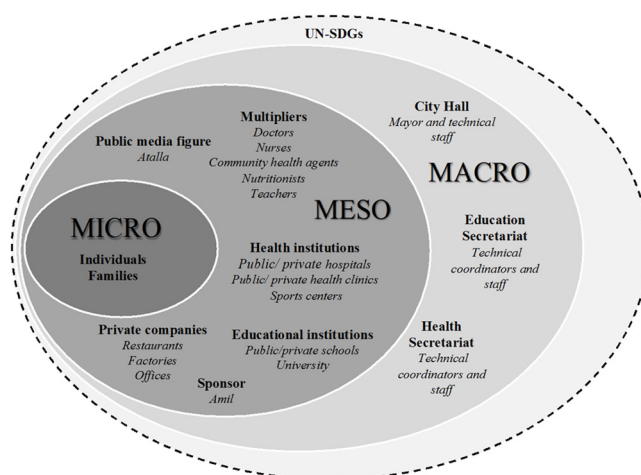 UN-SDGs
City Hall
Mayor and technical
staff
MACRO
Education
Secretariat
Technical
coordinators and
staff
Health
Secretariat
Technical
coordinators and
staff
Multipliers
Doctors
Nurses
Community health agents
Nutritionists
Teachers
Public media figure
Atalla
MESO
Health institutions
Public/ private hospitals
Public/ private health clinics
Sports centers
Educational institutions
Public/private schools
University
Private companies
Restaurants
Factories
Offices
Sponsor
Amil
MICRO
Individuals
Families